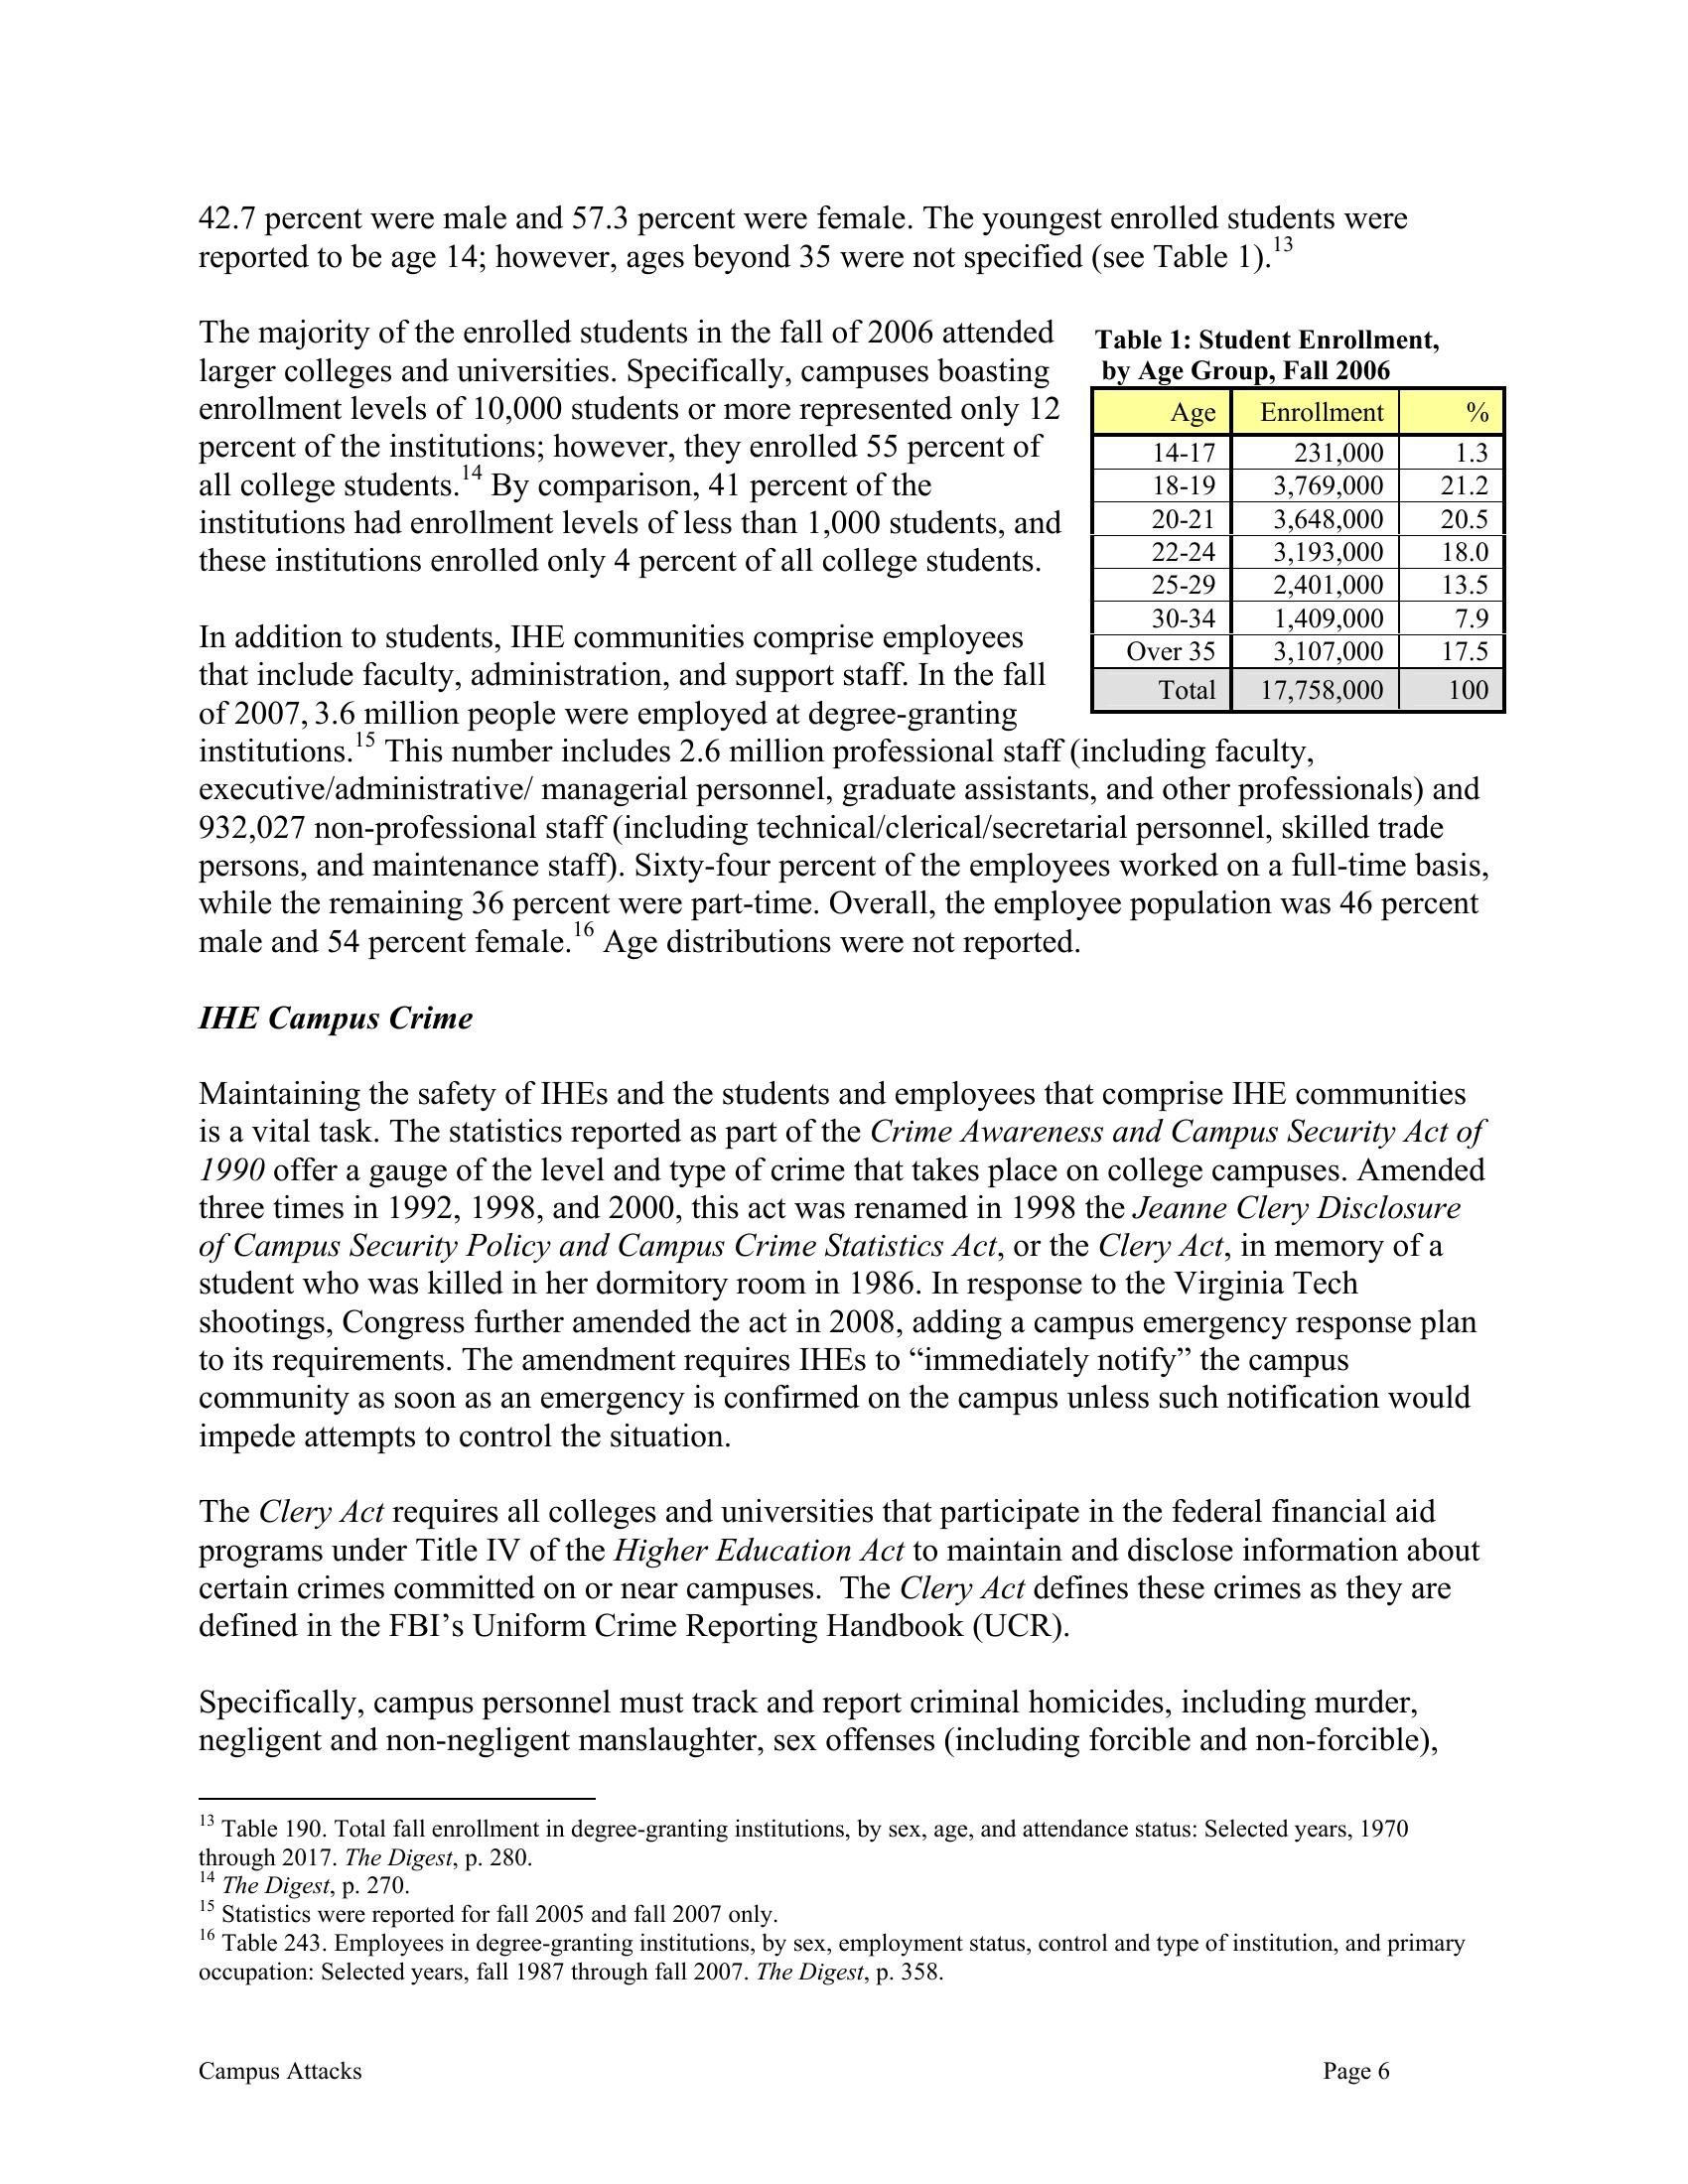 42.7 percent were male and 57.3 percent were female. The youngest enrolled students were
reported to be age 14; however, ages beyond 35 were not specified (see Table 1).13
The majority of the enrolled students in the fall of 2006 attended
larger colleges and universities. Specifically, campuses boasting
enrollment levels of 10,000 students or more represented only 12
percent of the institutions; however, they enrolled 55 percent of
all college students.14 By comparison, 41 percent of the
institutions had enrollment levels of less than 1,000 students, and
these institutions enrolled only 4 percent of all college students.
Table 1: Student Enrollment,
by Age Group, Fall 2006
Age Enrollment %
14-17 231,000 1.3
18-19 3,769,000 21.2
20-21 3,648,000 20.5
22-24 3,193,000 18.0
25-29 2,401,000 13.5
30-34 1,409,000 7.9
Over 35 3,107,000 17.5
Total 17,758,000 100
In addition to students, IHE communities comprise employees
that include faculty, administration, and support staff. In the fall
of 2007, 3.6 million people were employed at degree-granting
institutions.15 This number includes 2.6 million professional staff (including faculty,
executive/administrative/ managerial personnel, graduate assistants, and other professionals) and
932,027 non-professional staff (including technical/clerical/secretarial personnel, skilled trade
persons, and maintenance staff). Sixty-four percent of the employees worked on a full-time basis,
while the remaining 36 percent were part-time. Overall, the employee population was 46 percent
male and 54 percent female.16 Age distributions were not reported.
IHE Campus Crime
Maintaining the safety of IHEs and the students and employees that comprise IHE communities
is a vital task. The statistics reported as part of the Crime Awareness and Campus Security Act of
1990 offer a gauge of the level and type of crime that takes place on college campuses. Amended
three times in 1992, 1998, and 2000, this act was renamed in 1998 the Jeanne Clery Disclosure
of Campus Security Policy and Campus Crime Statistics Act, or the Clery Act, in memory of a
student who was killed in her dormitory room in 1986. In response to the Virginia Tech
shootings, Congress further amended the act in 2008, adding a campus emergency response plan
to its requirements. The amendment requires IHEs to “immediately notify” the campus
community as soon as an emergency is confirmed on the campus unless such notification would
impede attempts to control the situation.
The Clery Act requires all colleges and universities that participate in the federal financial aid
programs under Title IV of the Higher Education Act to maintain and disclose information about
certain crimes committed on or near campuses.  The Clery Act defines these crimes as they are
defined in the FBI’s Uniform Crime Reporting Handbook (UCR).
Specifically, campus personnel must track and report criminal homicides, including murder,
negligent and non-negligent manslaughter, sex offenses (including forcible and non-forcible),
13 Table 190. Total fall enrollment in degree-granting institutions, by sex, age, and attendance status: Selected years, 1970
through 2017. The Digest, p. 280.
14 The Digest, p. 270.
15 Statistics were reported for fall 2005 and fall 2007 only.
16 Table 243. Employees in degree-granting institutions, by sex, employment status, control and type of institution, and primary
occupation: Selected years, fall 1987 through fall 2007. The Digest, p. 358.
Campus Attacks Page 6